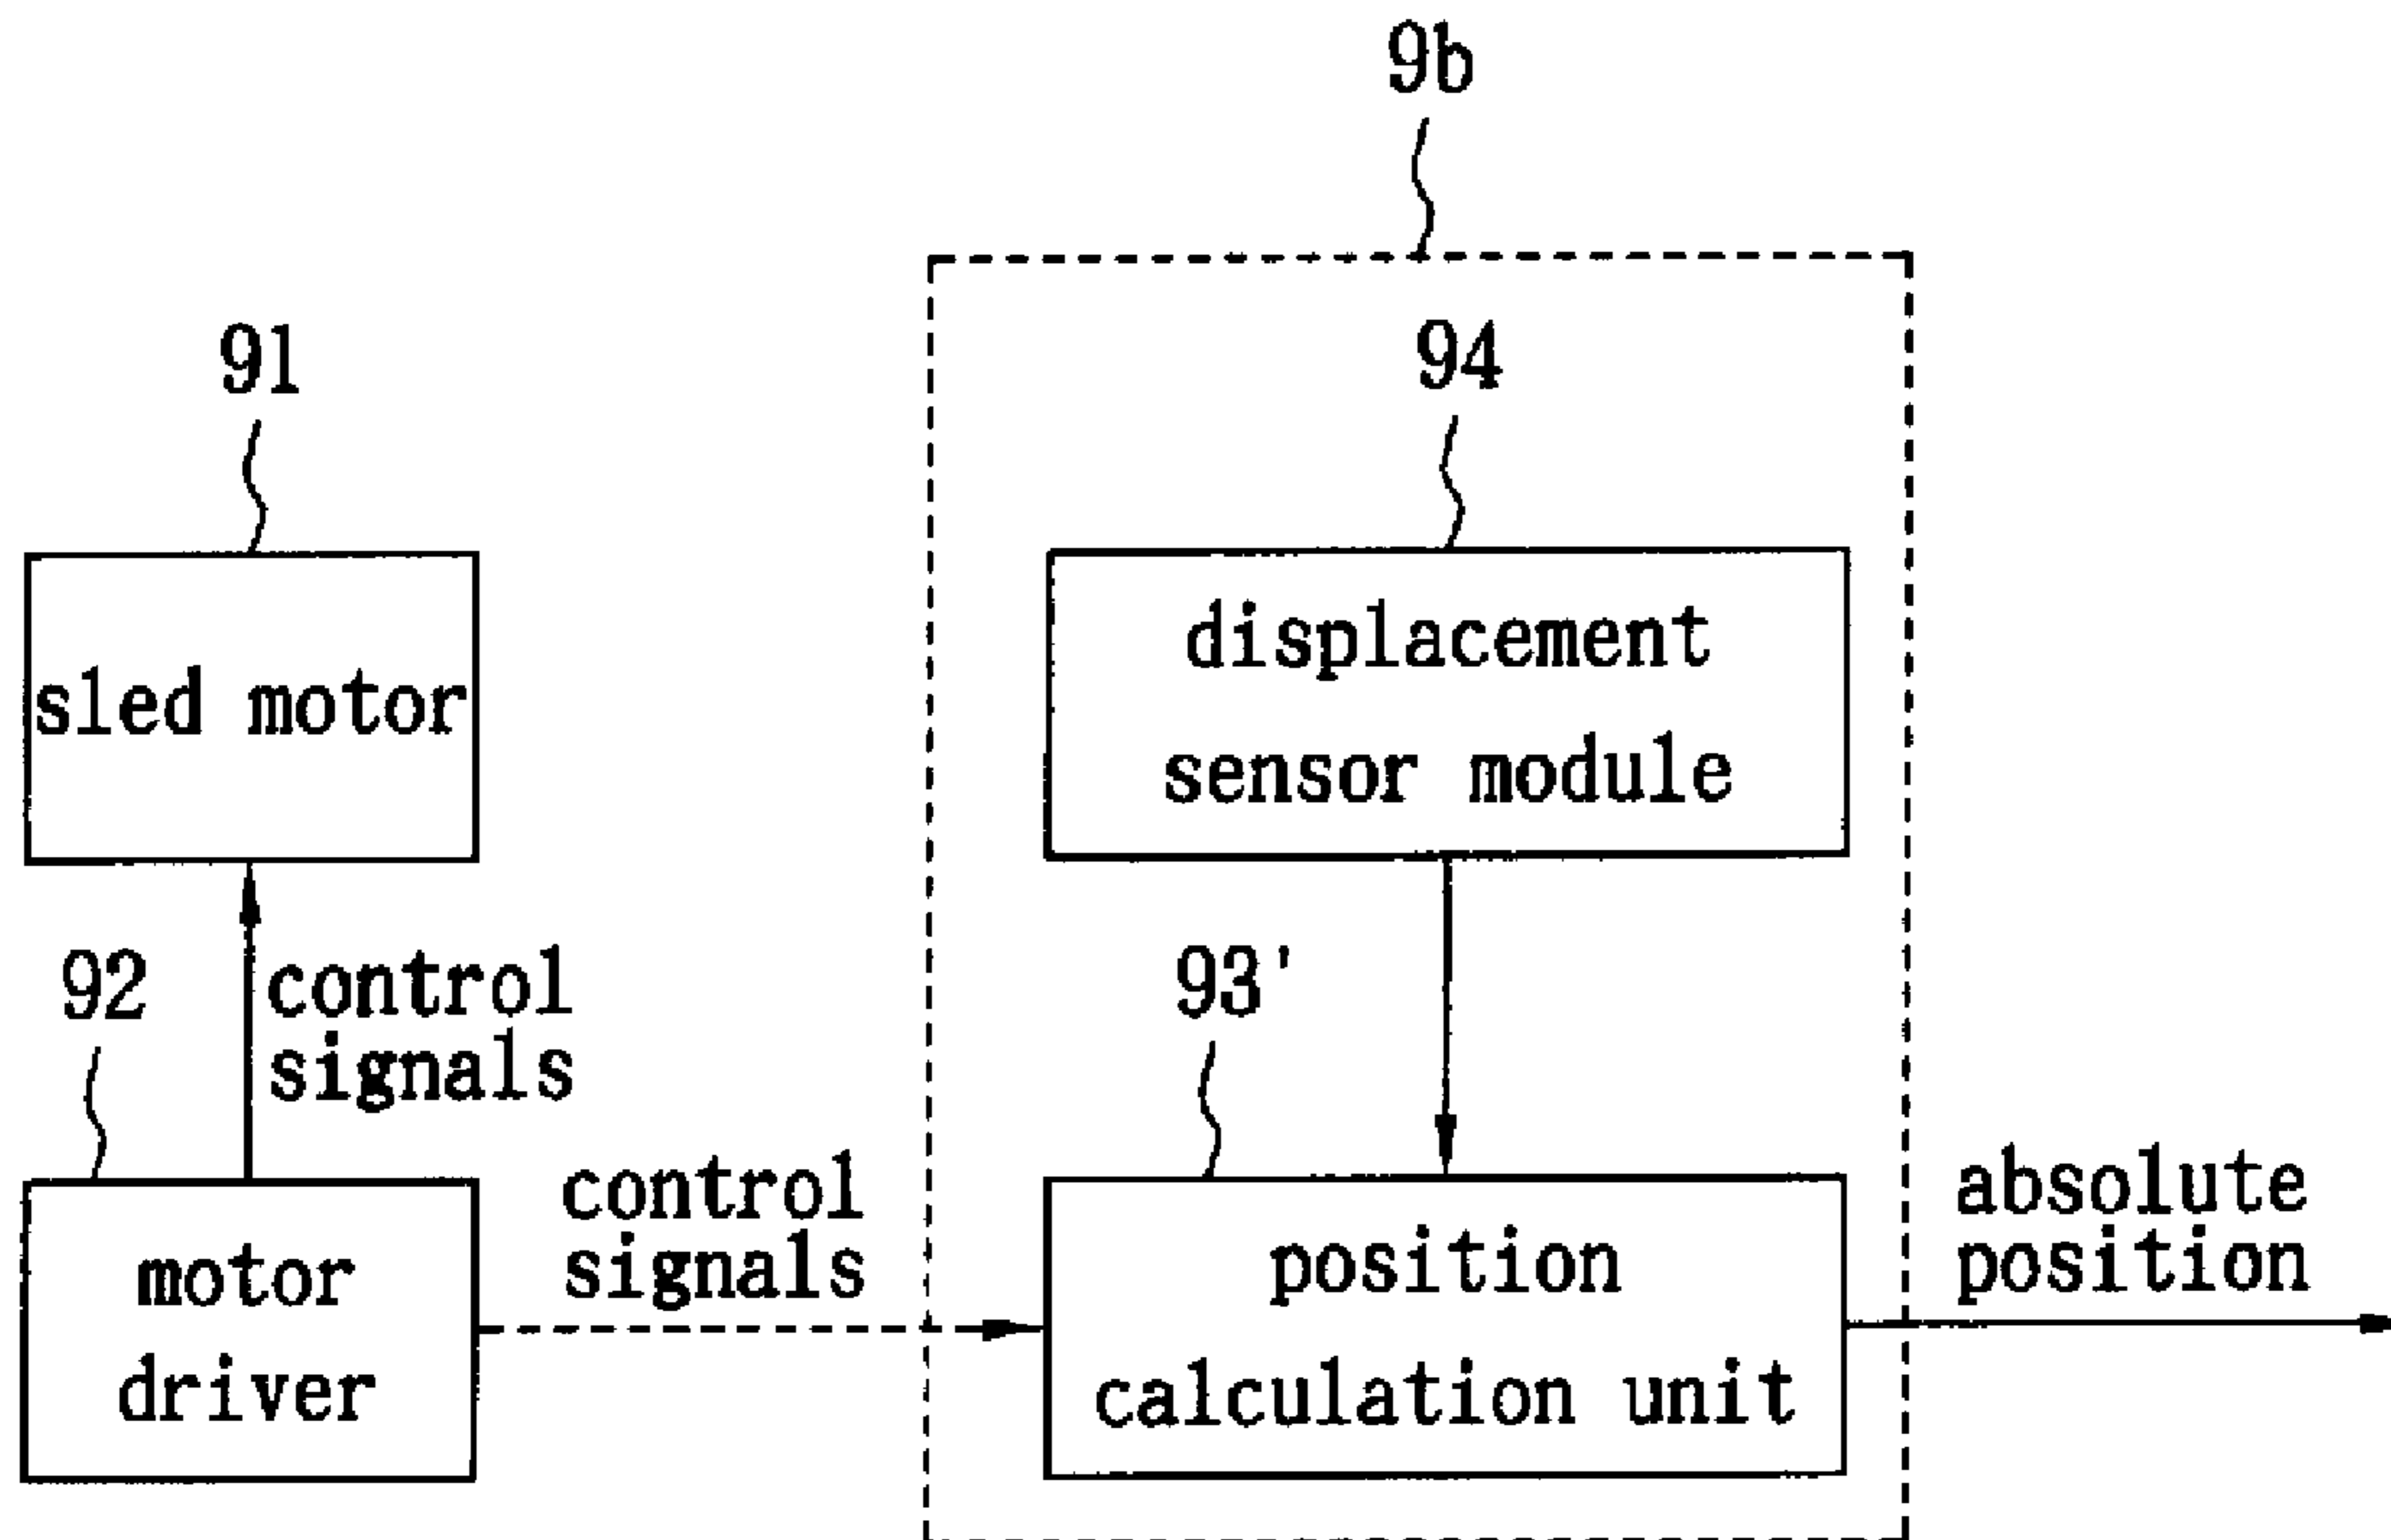 9b
91
94
sled motor
displacement
sensor module
92
control
signals
93'
control
signals
motor
driver
position
calculation unit
absolute
position